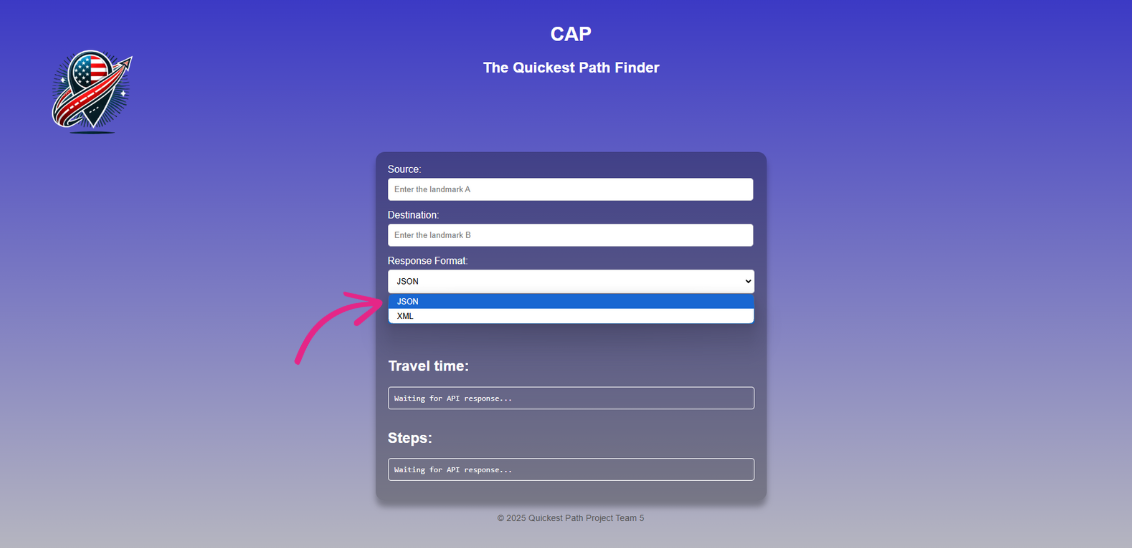 CAP
The Quickest Path Finder
Source:
Enter the landmark A
Destination:
Enter the landmark B
Response Format:
JSON
JSON
XML
Travel time:
Waiting for API response...
Steps:
Waiting for API response...
© 2025 Quickest Path Project Team 5